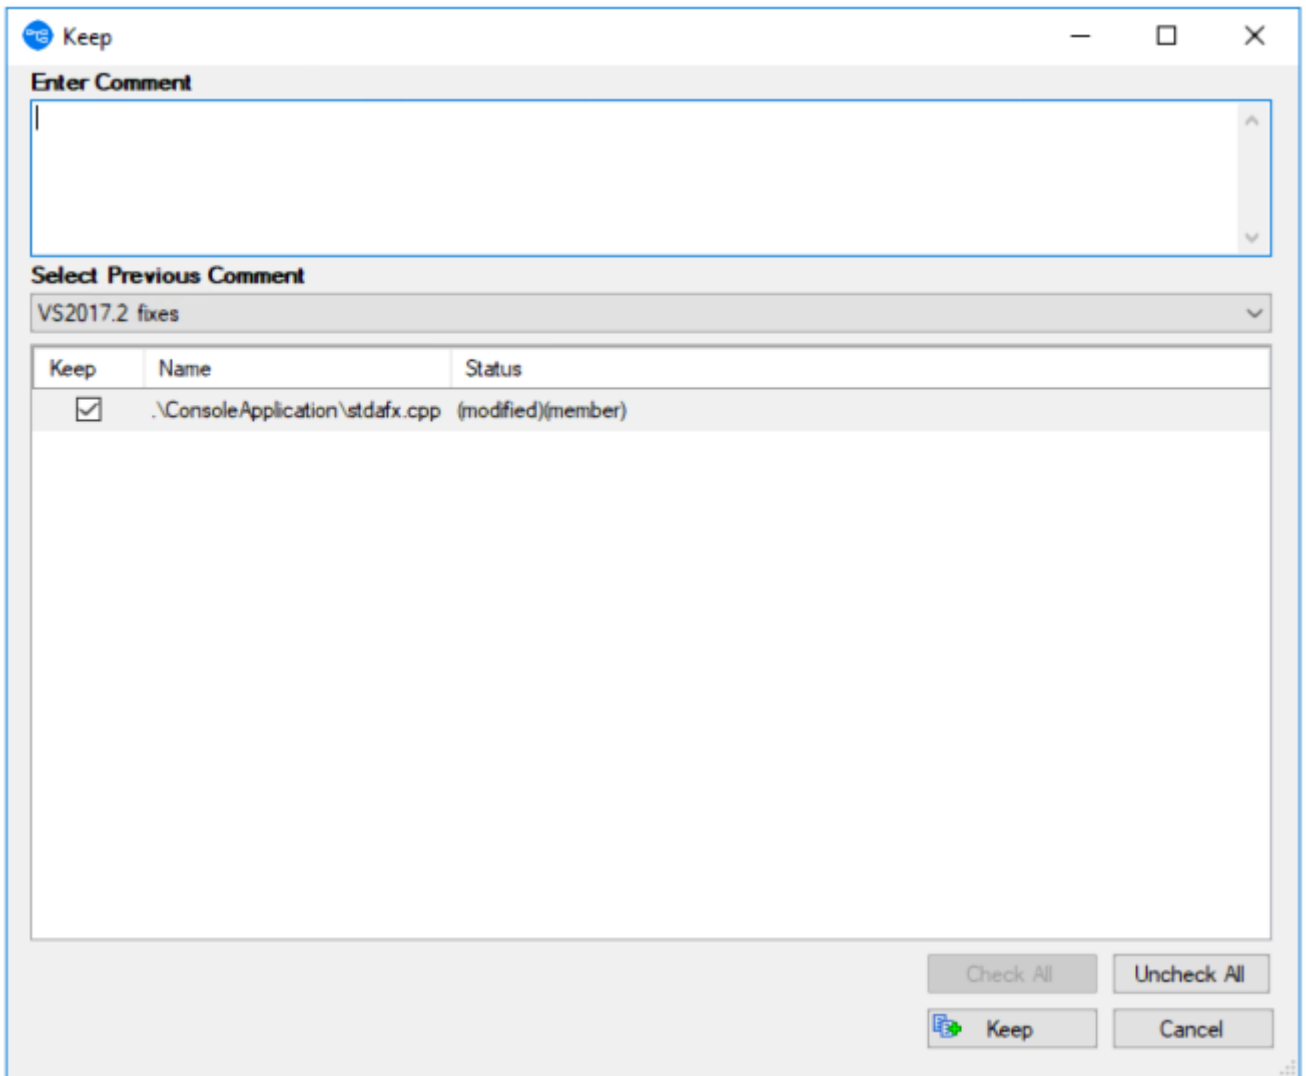 Keep
Enter Comment
Select Previous Comment
VS2017.2 fixes
Keep Name Status
.\ConsoleApplication\stdafx.cpp (modified)(member)
Check All Uncheck All
Keep Cancel